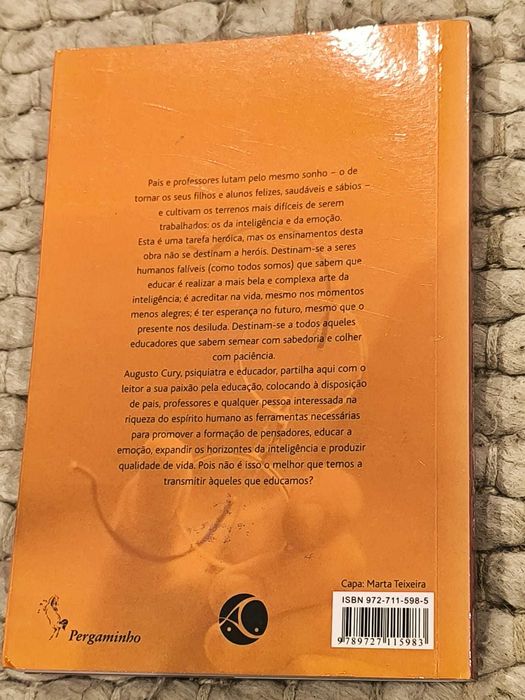 Pais e professores lutam pelo mesmo sonho – o de
tornar os seus filhos e alunos felizes, saudáveis e sábios –
e cultivam os terrenos mais difíceis de serem
trabalhados: os da inteligência e da emoção.
Esta é uma tarefa heróica, mas os ensinamentos desta
obra não se destinam a heróis. Destinam-se a seres
humanos falíveis (como todos somos) que sabem que
educar é realizar a mais bela e complexa arte da
inteligência; é acreditar na vida, mesmo nos momentos
menos alegres; é ter esperança no futuro, mesmo que o
presente nos desiluda. Destinam-se a todos aqueles
educadores que sabem semear com sabedoria e colher
com paciência.
Augusto Cury, psiquiatra e educador, partilha aqui com o
leitor a sua paixão pela educação, colocando à disposição
de pais, professores e qualquer pessoa interessada na
riqueza do espírito humano as ferramentas necessárias
para promover a formação de pensadores, educar a
emoção, expandir os horizontes da inteligência e produzir
qualidade de vida. Pois não é isso o melhor que temos a
transmitir àqueles que educamos?
Capa: Marta Teixeira
ISBN 972-711-598-5
9 789727 115983
Pergaminho